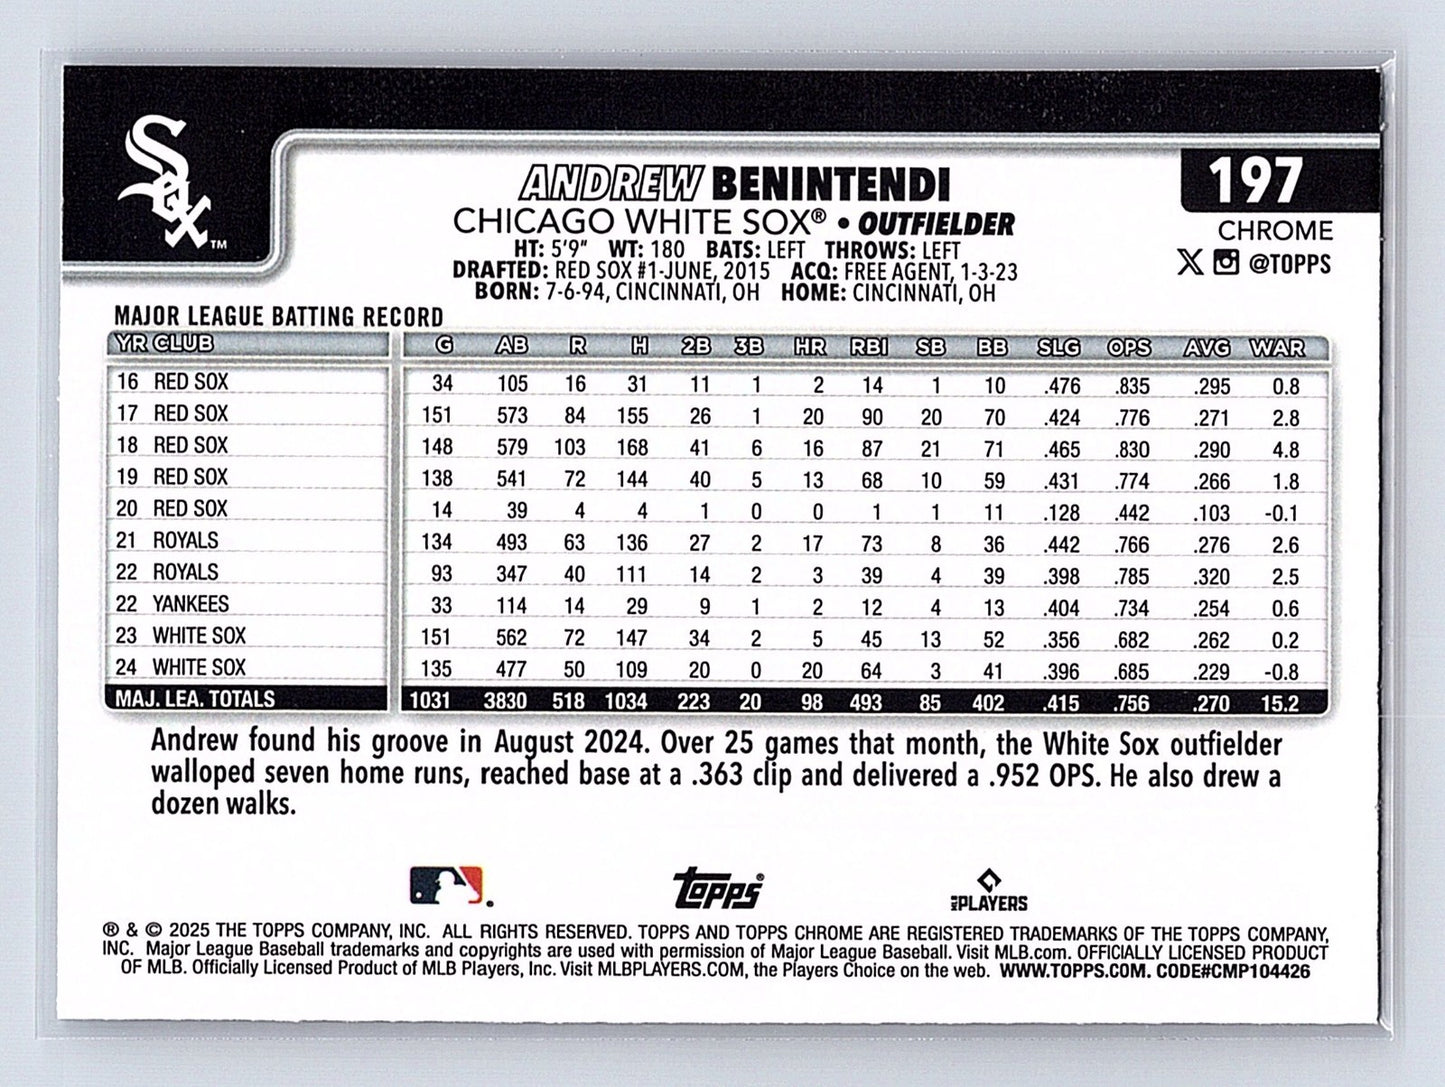 Sox™
ANDREW BENINTENDI
197
CHICAGO WHITE SOX® • OUTFIELDER
CHROME
HT: 5'9" WT: 180 BATS: LEFT THROWS: LEFT
@TOPPS
DRAFTED: RED SOX #1-JUNE, 2015 ACQ: FREE AGENT, 1-3-23
BORN: 7-6-94, CINCINNATI, OH HOME: CINCINNATI, OH
MAJOR LEAGUE BATTING RECORD
YR CLUB G AB R H 2B 3B HR RBI SB BB SLG OPS AVG WAR
16 RED SOX 34 105 16 31 11 1 2 14 1 10 .476 .835 .295 0.8
17 RED SOX 151 573 84 155 26 1 20 90 20 70 .424 .776 .271 2.8
18 RED SOX 148 579 103 168 41 6 16 87 21 71 .465 .830 .290 4.8
19 RED SOX 138 541 72 144 40 5 13 68 10 59 .431 .774 .266 1.8
20 RED SOX 14 39 4 4 1 0 0 1 1 11 .128 .442 .103 -0.1
21 ROYALS 134 493 63 136 27 2 17 73 8 36 .442 .766 .276 2.6
22 ROYALS 93 347 40 111 14 2 3 39 4 39 .398 .785 .320 2.5
22 YANKEES 33 114 14 29 9 1 2 12 4 13 .404 .734 .254 0.6
23 WHITE SOX 151 562 72 147 34 2 5 45 13 52 .356 .682 .262 0.2
24 WHITE SOX 135 477 50 109 20 0 20 64 3 41 .396 .685 .229 -0.8
MAJ. LEA. TOTALS 1031 3830 518 1034 223 20 98 493 85 402 .415 .756 .270 15.2
Andrew found his groove in August 2024. Over 25 games that month, the White Sox outfielder
walloped seven home runs, reached base at a .363 clip and delivered a .952 OPS. He also drew a
dozen walks.
topps®
MLB PLAYERS
® & © 2025 THE TOPPS COMPANY, INC. ALL RIGHTS RESERVED. TOPPS AND TOPPS CHROME ARE REGISTERED TRADEMARKS OF THE TOPPS COMPANY,
INC. Major League Baseball trademarks and copyrights are used with permission of Major League Baseball. Visit MLB.com. OFFICIALLY LICENSED PRODUCT
OF MLB. Officially Licensed Product of MLB Players, Inc. Visit MLBPLAYERS.COM, the Players Choice on the web. WWW.TOPPS.COM. CODE#CMP104426